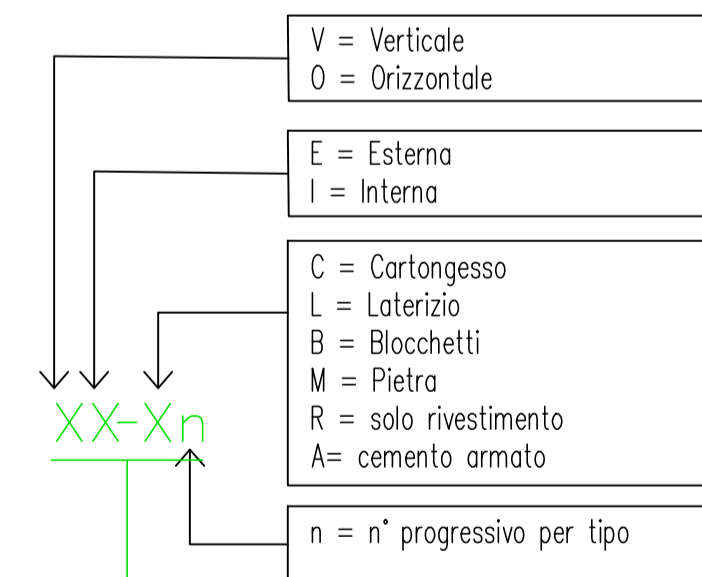 V = Verticale
O = Orizzontale
E = Esterna
I = Interna
C = Cartongesso
L = Laterizio
B = Blocchetti
M = Pietra
R = solo rivestimento
A= cemento armato
XX-Xn
n = n° progressivo per tipo